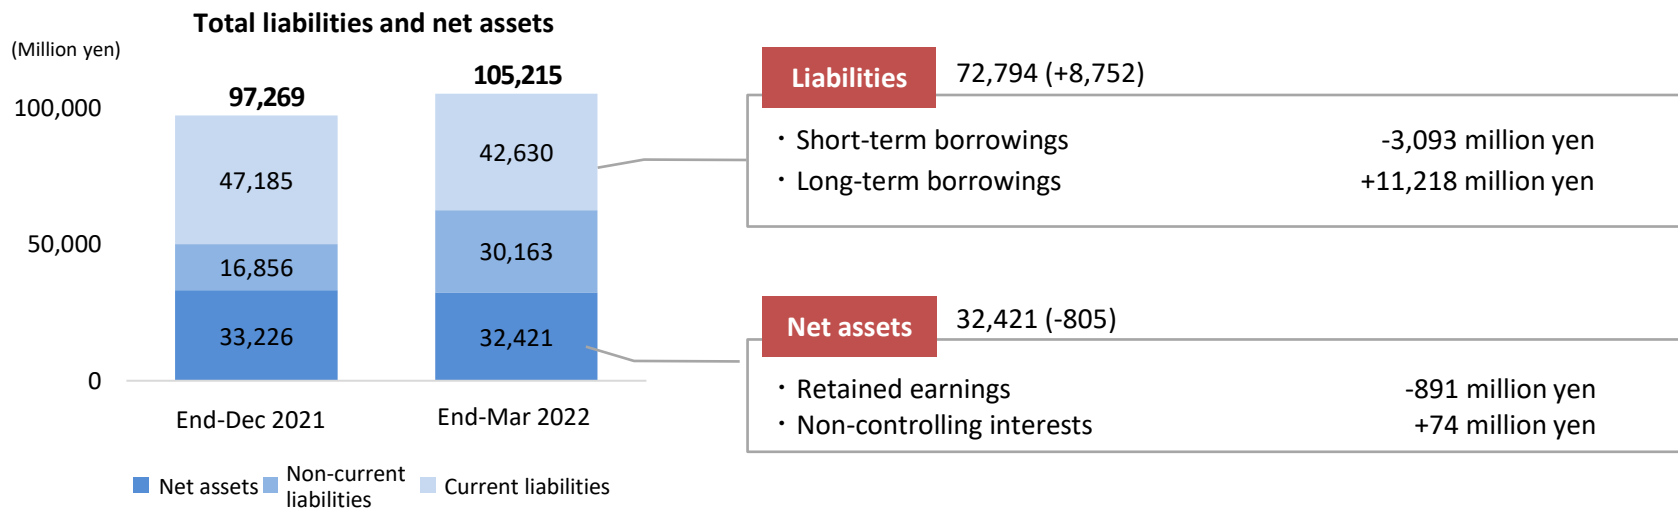 Total liabilities and net assets
(Million yen)
97,269
105,215
100,000
50,000
0
47,185
16,856
33,226
42,630
30,163
32,421
End-Dec 2021
End-Mar 2022
Net assets
Non-current
liabilities
Current liabilities
Liabilities
72,794 (+8,752)
・Short-term borrowings -3,093 million yen
・Long-term borrowings +11,218 million yen
Net assets
32,421 (-805)
・Retained earnings -891 million yen
・Non-controlling interests +74 million yen